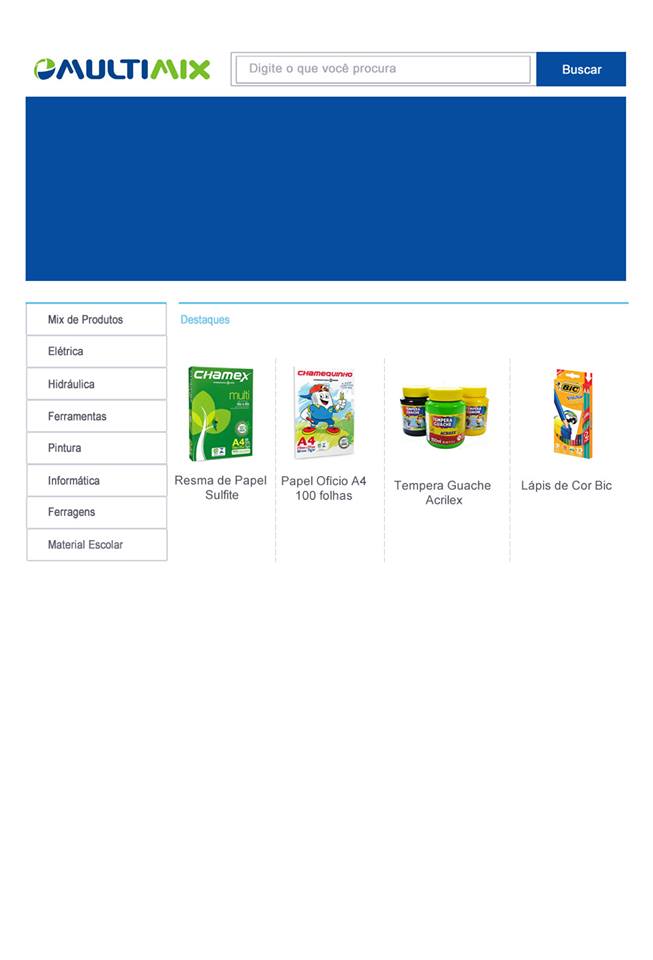 MULTIMIX
Digite o que você procura
Buscar
Mix de Produtos
Destaques
Elétrica
Hidráulica
Ferramentas
Pintura
Informática
Ferragens
Material Escolar
CHAMEX
multi
A4
Resma de Papel
Sulfite
CHAMEQUINHO
A4
Papel Ofício A4
100 folhas
TEMPERA
GUACHE
ACRILEX
Tempera Guache
Acrilex
BIC
Lápis de Cor Bic